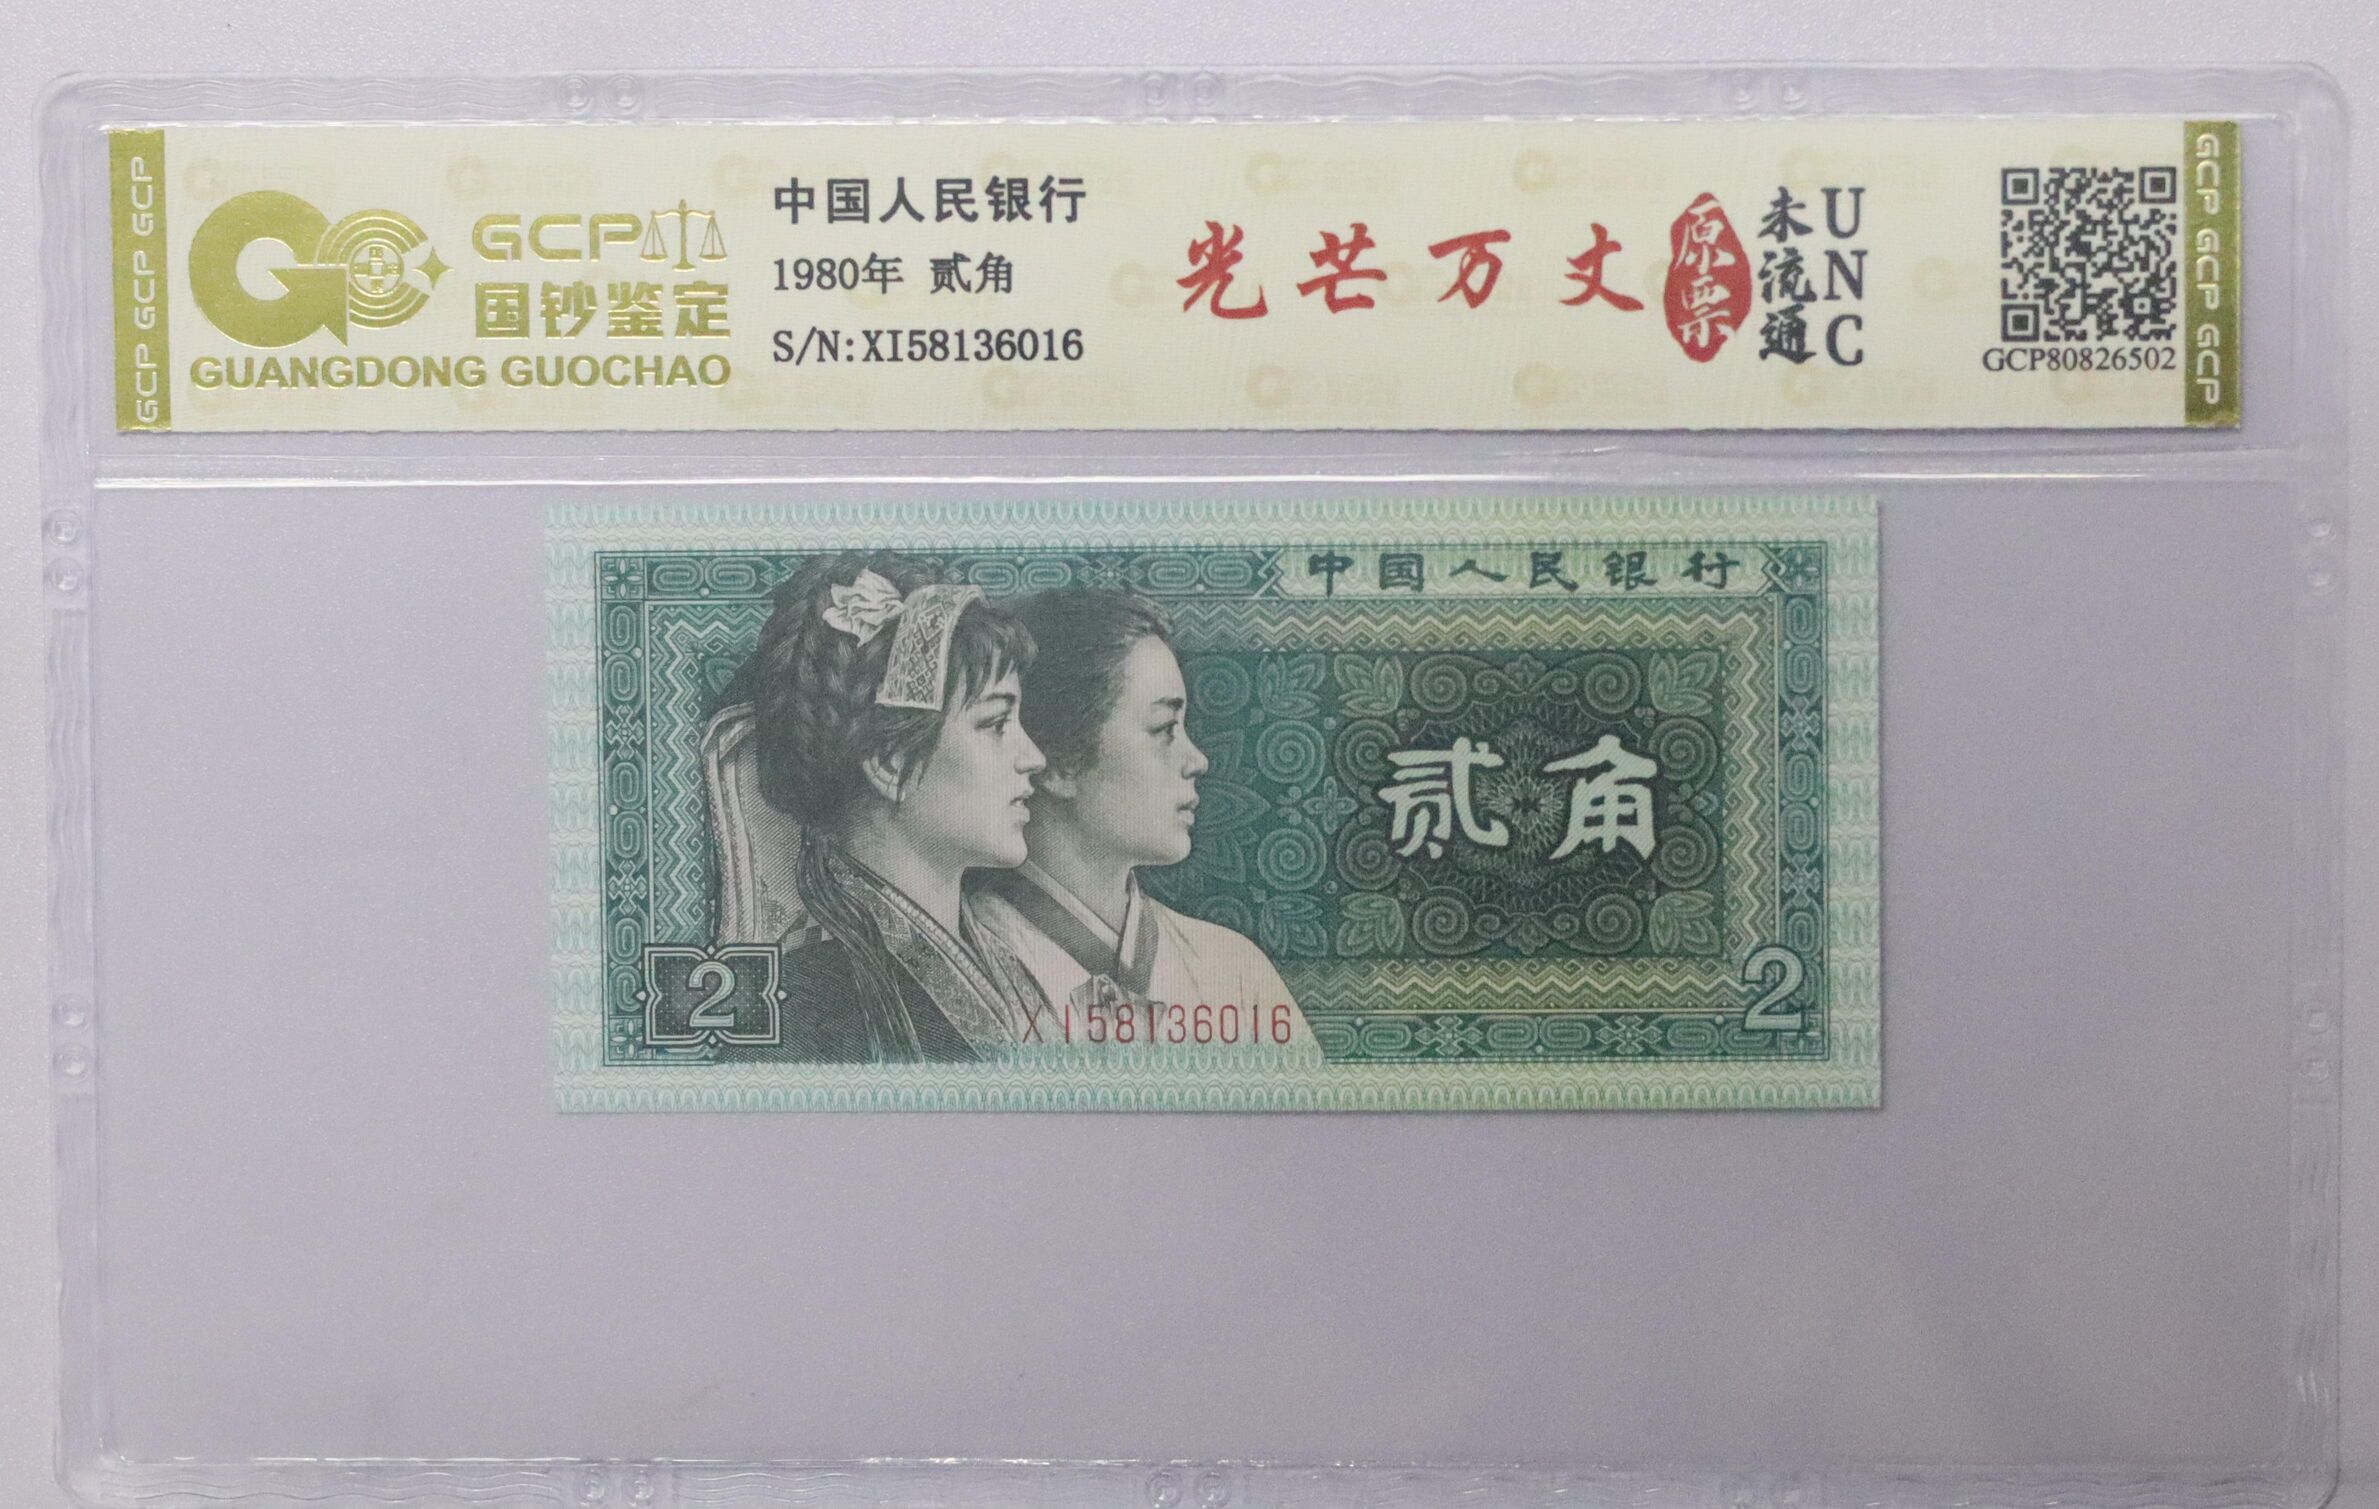 GCP GCP GCP
GCP
国钞鉴定
GUANGDONG GUOCHAO
中国人民银行
1980年 贰角
S/N:XI58136016
光芒万丈
原票
未流通
UNC
GCP80826502
GCP GCP GCP
中国人民银行
贰角
2
2
XI58136016